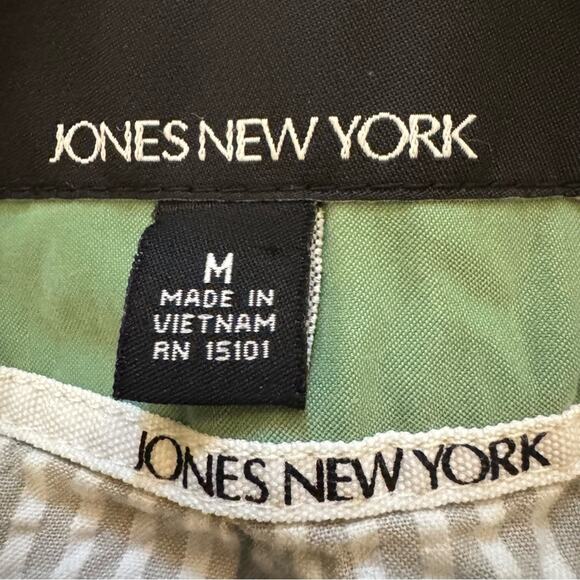 JONES NEW YORK
M
MADE IN
VIETNAM
RN 15101
JONES NEW YORK